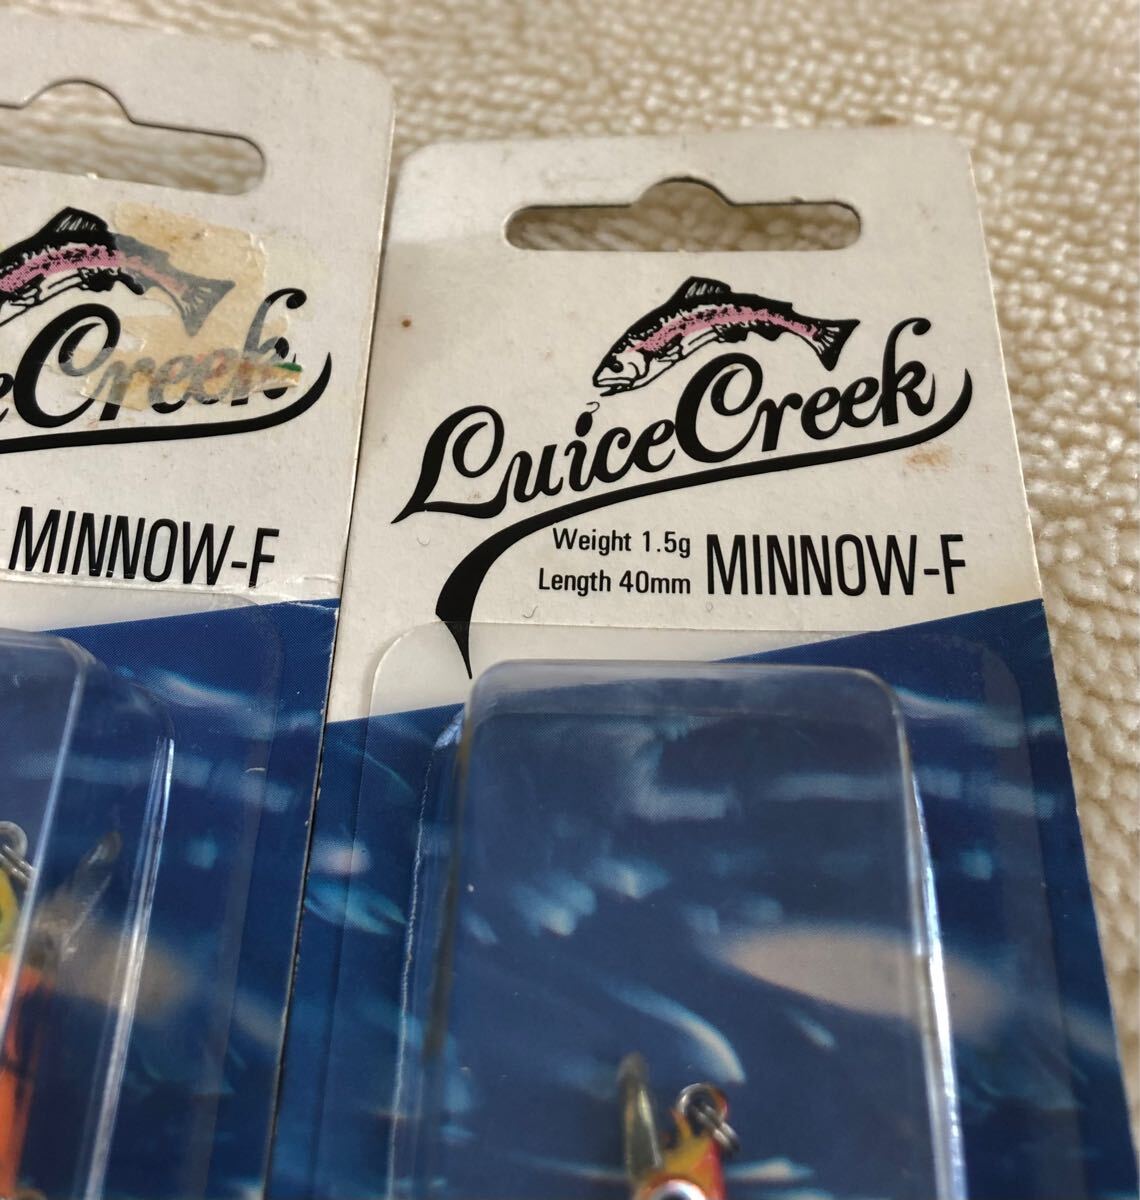 eCreek
MINNOW-F
LuiceCreek
Weight 1.5g
Length 40mm
MINNOW-F